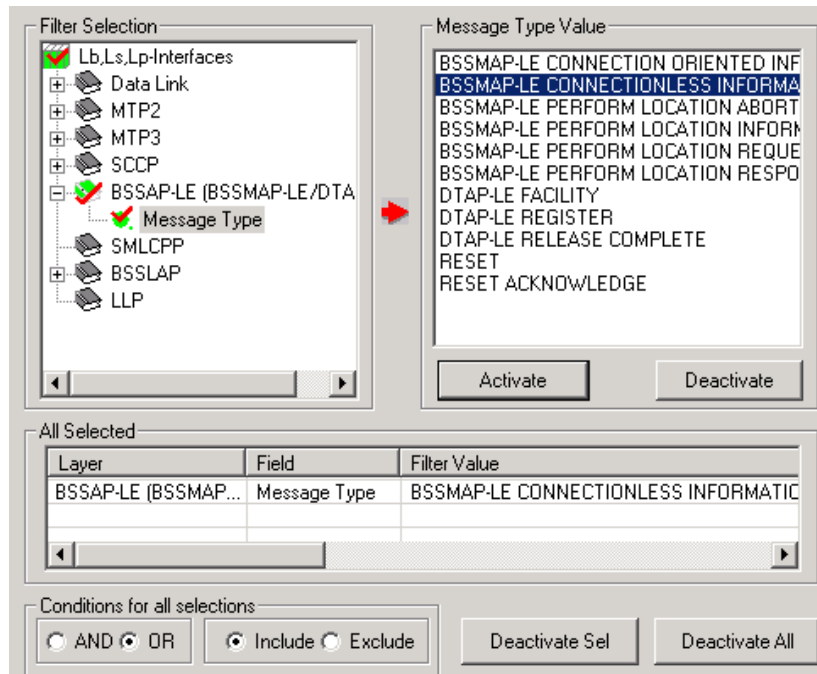 Filter Selection
Lb,Ls,Lp-Interfaces
Data Link
MTP2
MTP3
SCCP
BSSAP-LE (BSSMAP-LE/DTA
Message Type
SMLCPP
BSSLAP
LLP
Message Type Value
BSSMAP-LE CONNECTION ORIENTED INF
BSSMAP-LE CONNECTIONLESS INFORMA
BSSMAP-LE PERFORM LOCATION ABORT
BSSMAP-LE PERFORM LOCATION INFORM
BSSMAP-LE PERFORM LOCATION REQUE
BSSMAP-LE PERFORM LOCATION RESPO
DTAP-LE FACILITY
DTAP-LE REGISTER
DTAP-LE RELEASE COMPLETE
RESET
RESET ACKNOWLEDGE
Activate Deactivate
All Selected
Layer Field Filter Value
BSSAP-LE (BSSMAP... Message Type BSSMAP-LE CONNECTIONLESS INFORMATIC
Conditions for all selections
AND OR Include Exclude Deactivate Sel Deactivate All